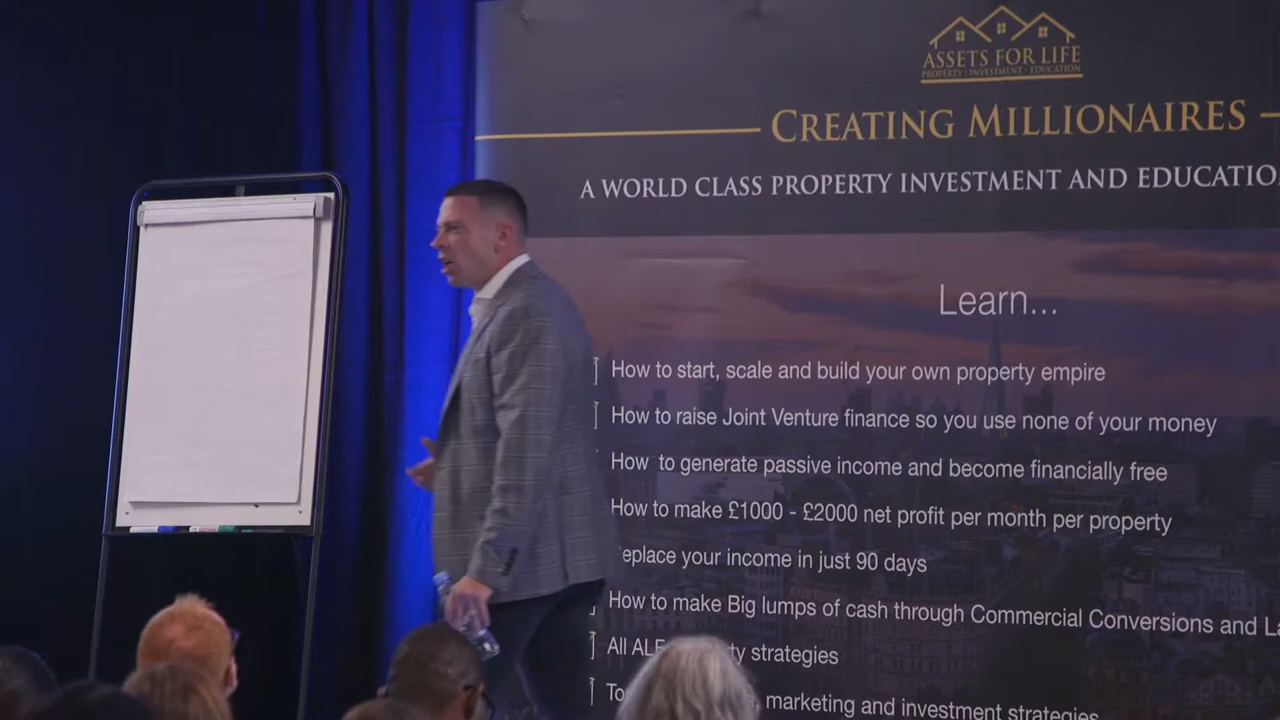 ASSETS FOR LIFE
PROPERTY · INVESTMENT · EDUCATION
CREATING MILLIONAIRES
A WORLD CLASS PROPERTY INVESTMENT AND EDUCATIO
Learn...
How to start, scale and build your own property empire
How to raise Joint Venture finance so you use none of your money
How to generate passive income and become financially free
How to make £1000 - £2000 net profit per month per property
eplace your income in just 90 days
How to make Big lumps of cash through Commercial Conversions and La
All ty strategies
marketing and investment strategies